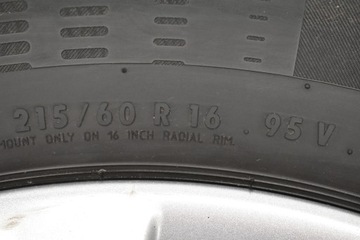 215/60 R 16 95 V
MOUNT ONLY ON 16 INCH RADIAL RIM.